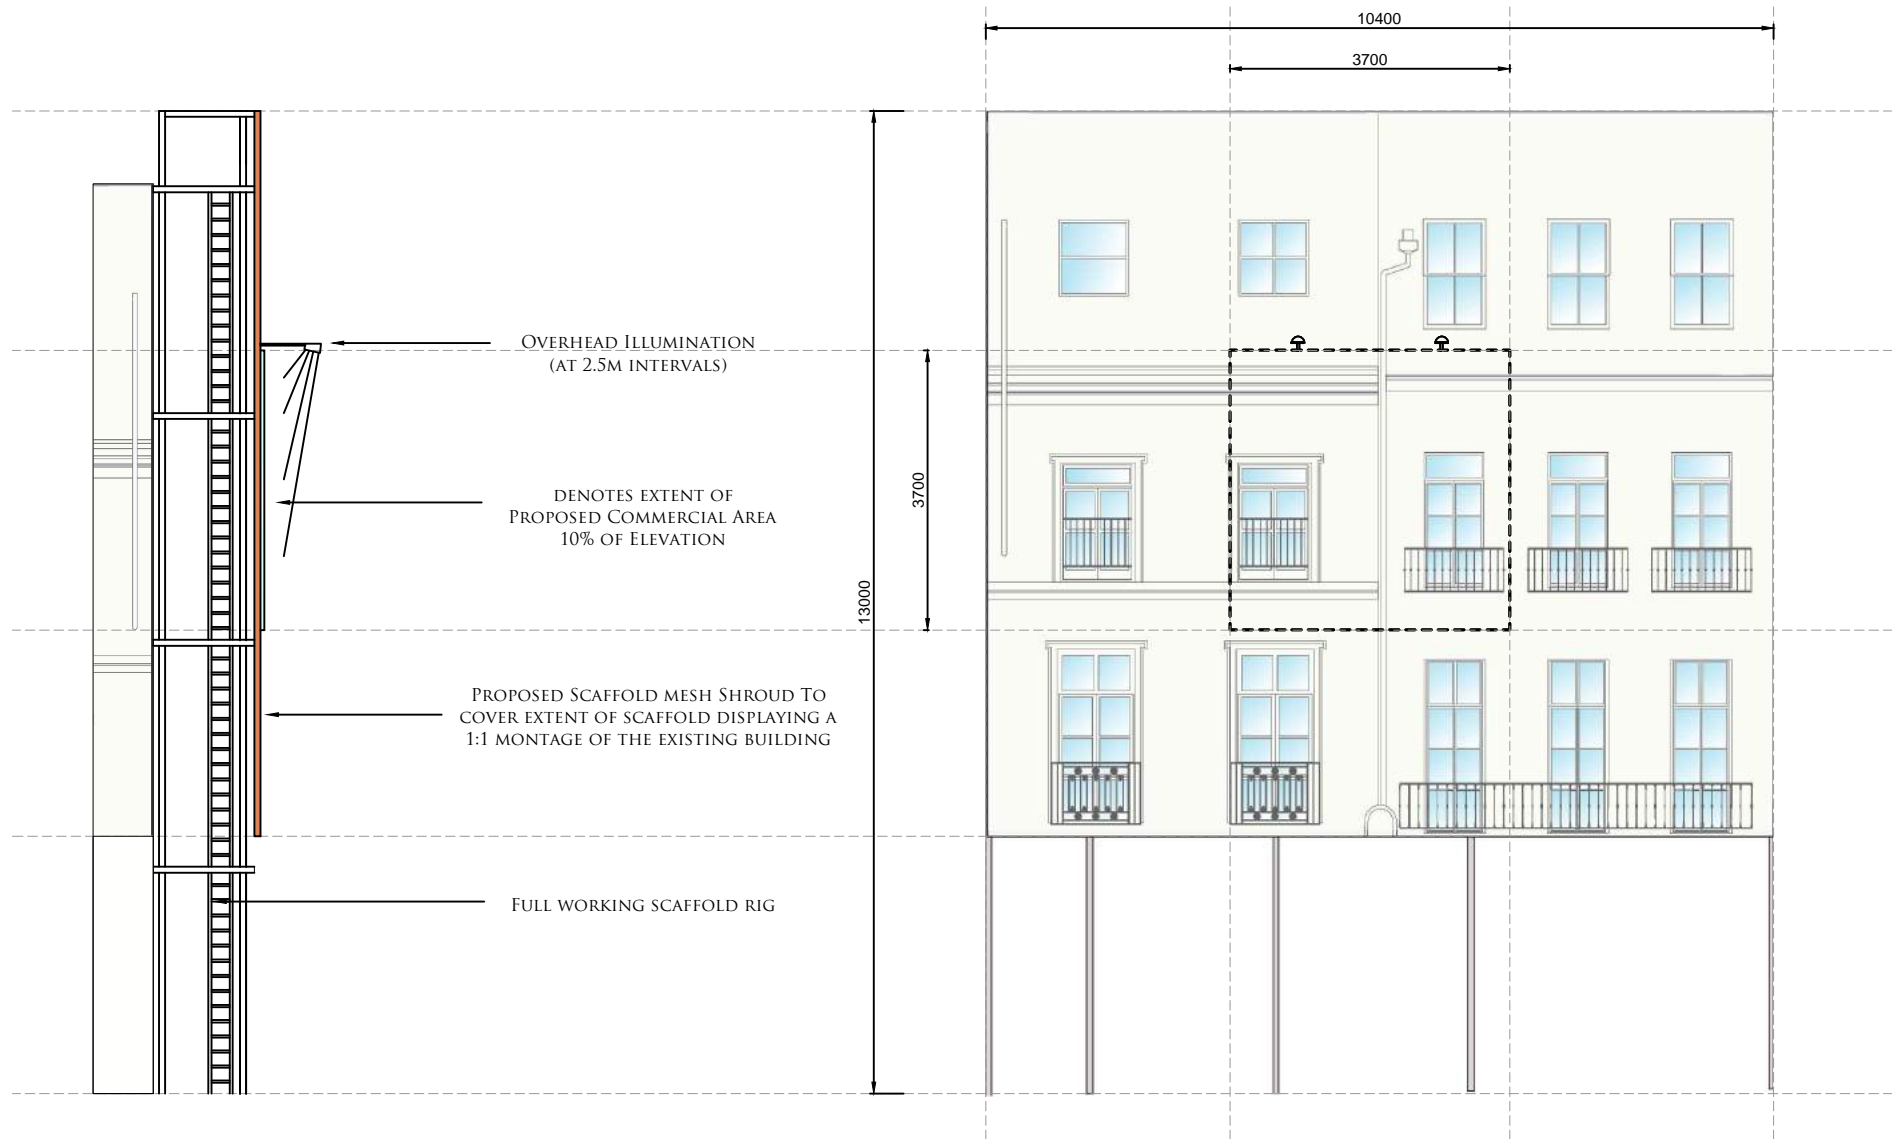 10400
3700
Overhead Illumination
(at 2.5m intervals)
3700
denotes extent of
Proposed Commercial Area
10% of Elevation
13000
Proposed Scaffold mesh Shroud To
cover extent of scaffold displaying a
1:1 montage of the existing building
Full working scaffold rig